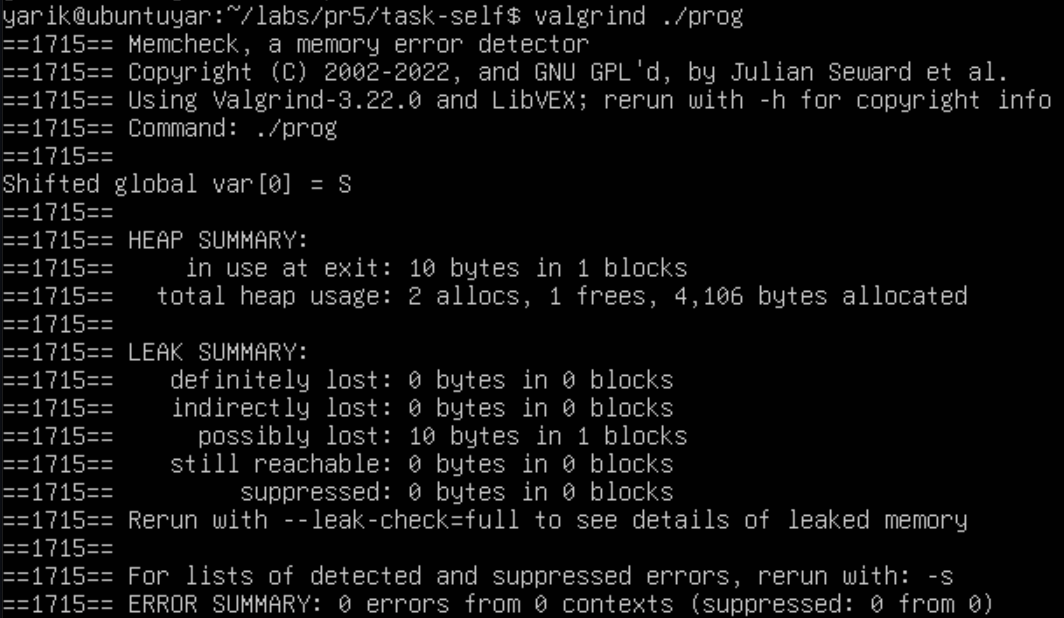 yarik@ubuntuyar:~/labs/pr5/task-self$ valgrind ./prog
==1715== Memcheck, a memory error detector
==1715== Copyright (C) 2002-2022, and GNU GPL'd, by Julian Seward et al.
==1715== Using Valgrind-3.22.0 and LibVEX; rerun with -h for copyright info
==1715== Command: ./prog
==1715==
Shifted global var[0] = S
==1715==
==1715== HEAP SUMMARY:
==1715==     in use at exit: 10 bytes in 1 blocks
==1715==   total heap usage: 2 allocs, 1 frees, 4,106 bytes allocated
==1715==
==1715== LEAK SUMMARY:
==1715==    definitely lost: 0 bytes in 0 blocks
==1715==    indirectly lost: 0 bytes in 0 blocks
==1715==      possibly lost: 10 bytes in 1 blocks
==1715==    still reachable: 0 bytes in 0 blocks
==1715==         suppressed: 0 bytes in 0 blocks
==1715== Rerun with --leak-check=full to see details of leaked memory
==1715==
==1715== For lists of detected and suppressed errors, rerun with: -s
==1715== ERROR SUMMARY: 0 errors from 0 contexts (suppressed: 0 from 0)